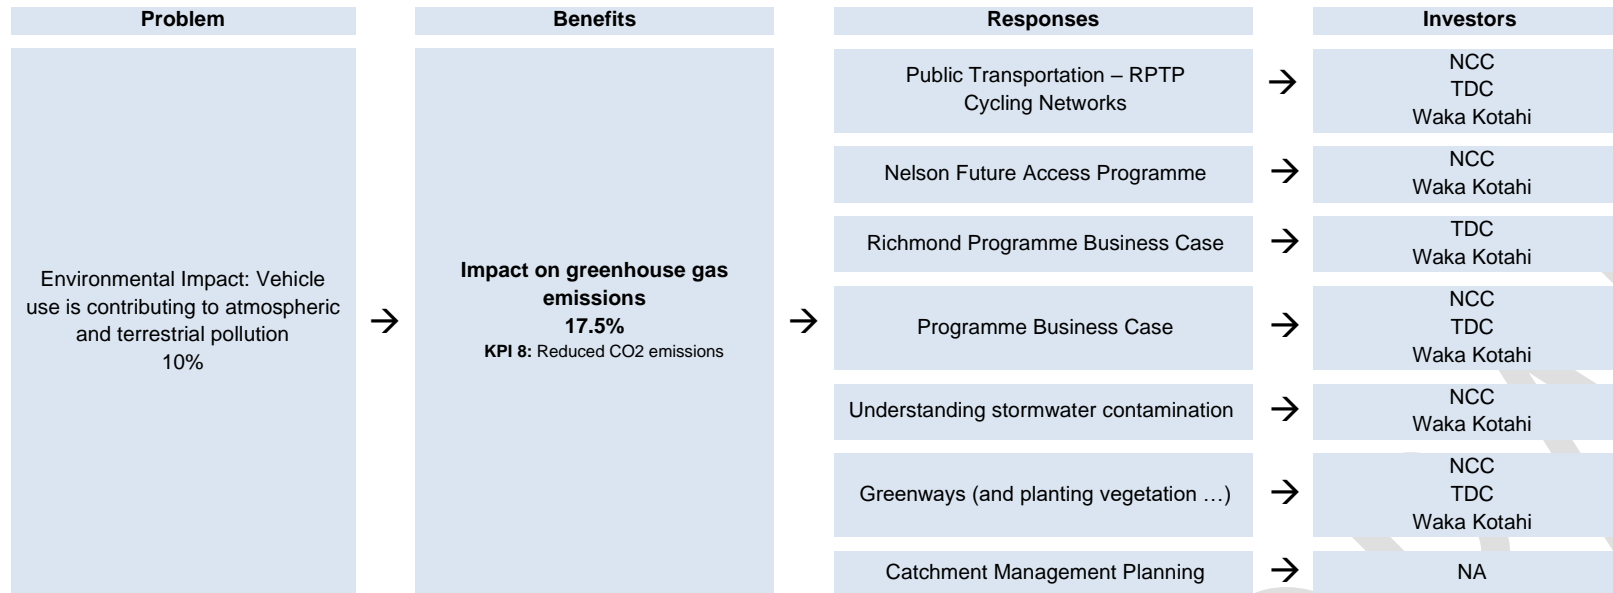 Problem
Benefits
Responses
Investors
Environmental Impact: Vehicle
use is contributing to atmospheric
and terrestrial pollution
10%
→
Impact on greenhouse gas
emissions
17.5%
KPI 8: Reduced CO2 emissions
→
Public Transportation – RPTP
Cycling Networks
→
NCC
TDC
Waka Kotahi
Nelson Future Access Programme
→
NCC
Waka Kotahi
Richmond Programme Business Case
→
TDC
Waka Kotahi
Programme Business Case
→
NCC
TDC
Waka Kotahi
Understanding stormwater contamination
→
NCC
Waka Kotahi
Greenways (and planting vegetation …)
→
NCC
TDC
Waka Kotahi
Catchment Management Planning
→
NA